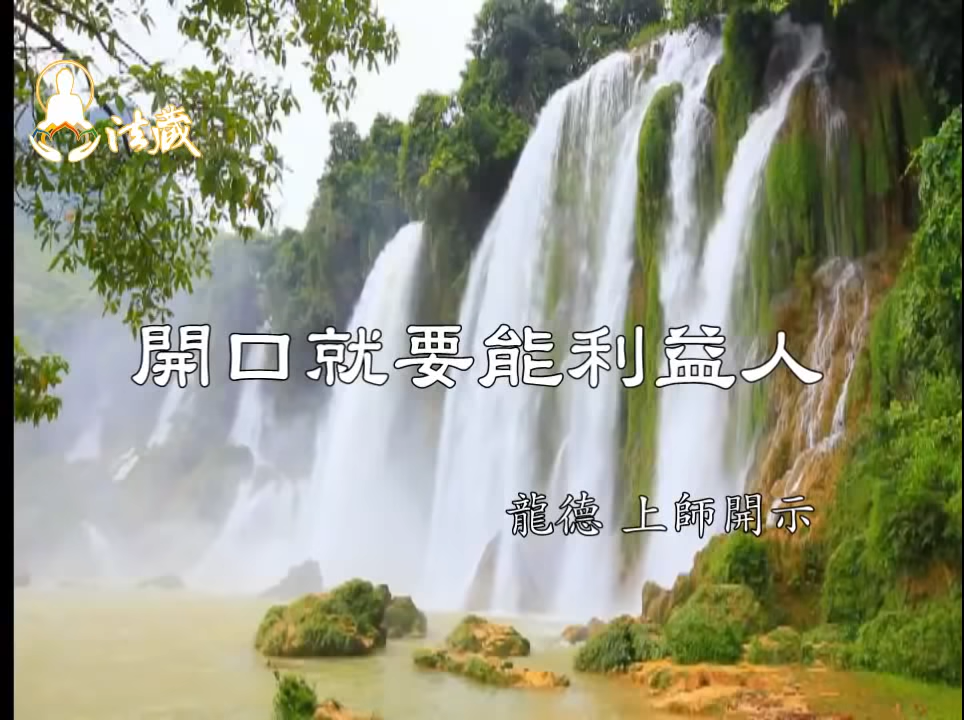 法藏
開口就要能利益人
龍德 上師開示